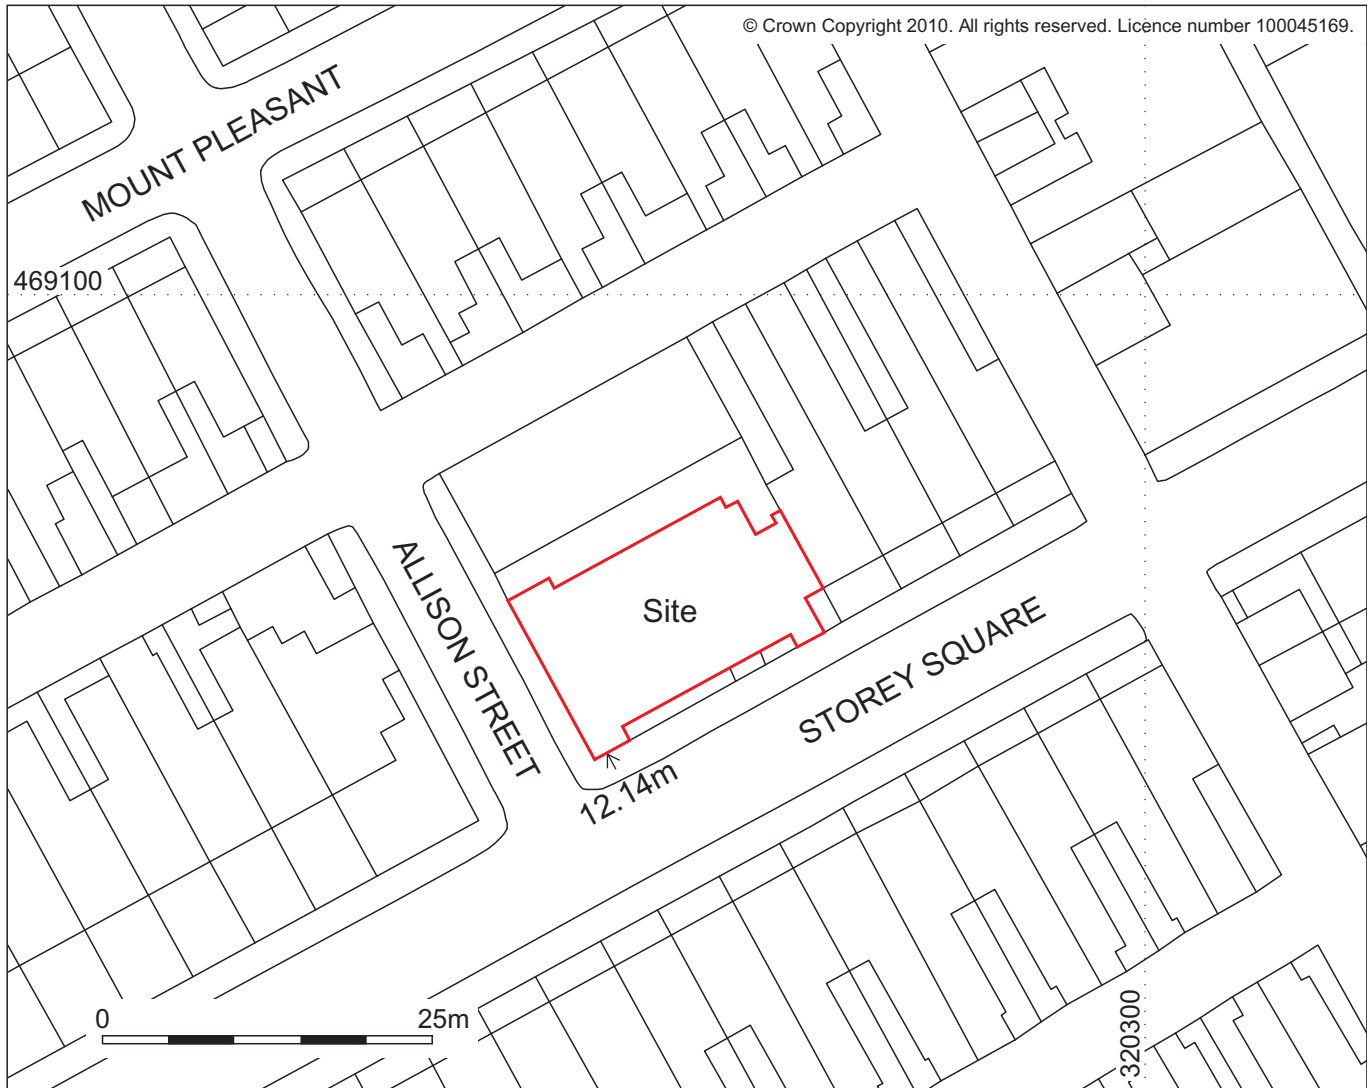 © Crown Copyright 2010. All rights reserved. Licence number 100045169.
MOUNT PLEASANT
469100
ALLISON STREET
Site
STOREY SQUARE
12.14m
0 25m
320300